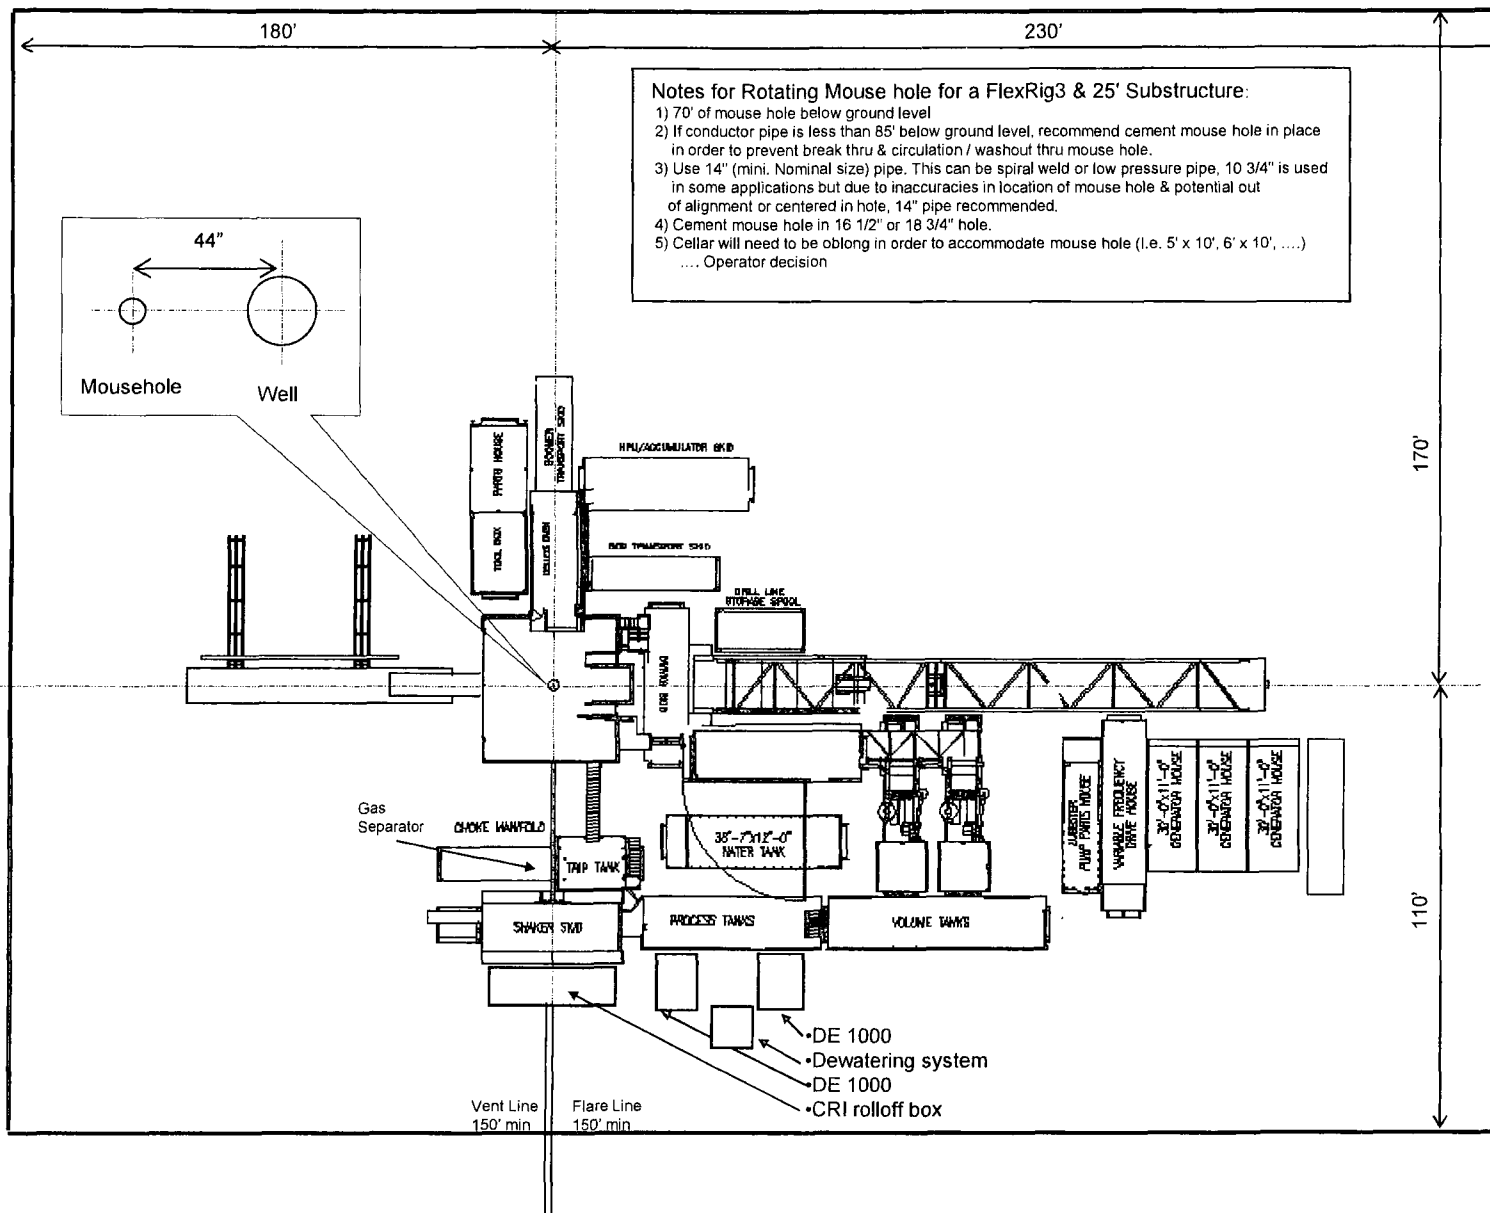 180'
230'
Notes for Rotating Mouse hole for a FlexRig3 & 25' Substructure:
1) 70' of mouse hole below ground level
2) If conductor pipe is less than 85' below ground level, recommend cement mouse hole in place
in order to prevent break thru & circulation / washout thru mouse hole.
3) Use 14" (mini. Nominal size) pipe. This can be spiral weld or low pressure pipe, 10 3/4" is used
in some applications but due to inaccuracies in location of mouse hole & potential out
of alignment or centered in hole, 14" pipe recommended.
4) Cement mouse hole in 16 1/2" or 18 3/4" hole.
5) Cellar will need to be oblong in order to accommodate mouse hole (I.e. 5' x 10', 6' x 10', ....)
.... Operator decision
44"
Mousehole
Well
170'
PARTS HOUSE
TOOL BOX
TRANSPORT SKID
HPU/ACCUMULATOR SKID
TRANSPORT SKID
DRILL LINE
STORAGE SPOOL
Gas
Separator
CHOKE MANIFOLD
TRIP TANK
38'-7"X12'-0"
WATER TANK
PUMP PARTS HOUSE
VARIABLE FREQUENCY
DRIVE HOUSE
GENERATOR HOUSE
GENERATOR HOUSE
GENERATOR HOUSE
SHAKER SKID
PROCESS TANKS
VOLUME TANKS
110'
•DE 1000
•Dewatering system
•DE 1000
•CRI rolloff box
Vent Line
150' min
Flare Line
150' min